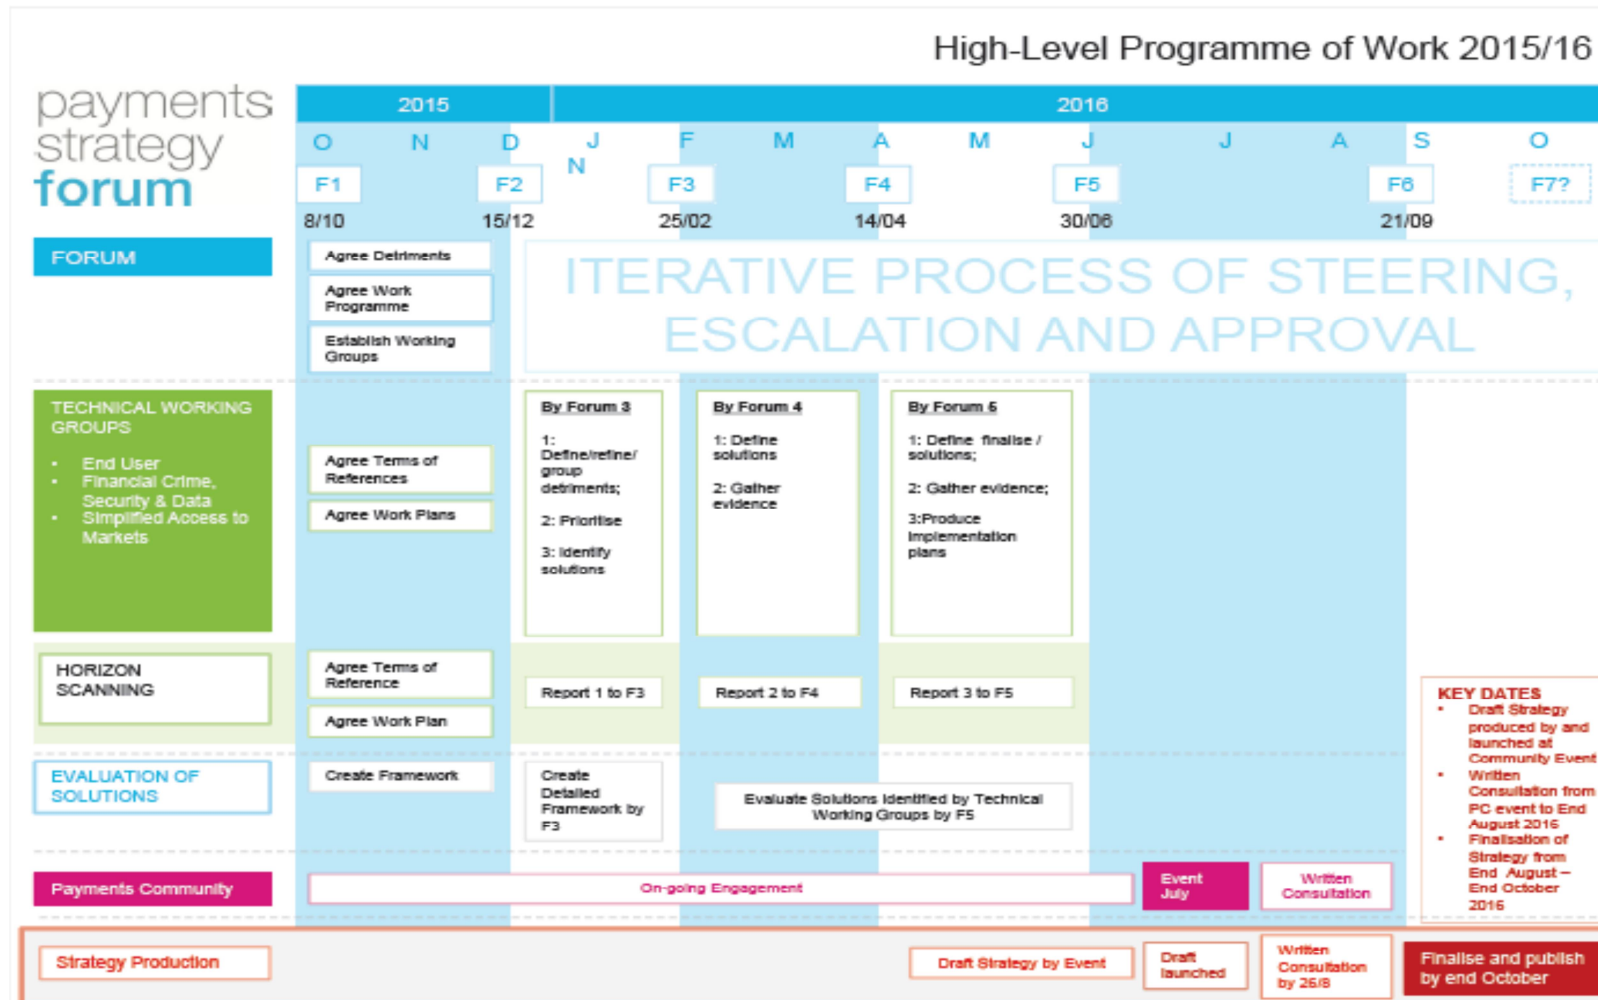 High-Level Programme of Work 2015/16
payments
strategy
forum
2015
2016
O N D J F M A M J J A S O
N
F1 F2 F3 F4 F5 F6 F7?
8/10 15/12 25/02 14/04 30/06 21/09
FORUM
Agree Detriments
Agree Work
Programme
Establish Working
Groups
ITERATIVE PROCESS OF STEERING,
ESCALATION AND APPROVAL
TECHNICAL WORKING
GROUPS
• End User
• Financial Crime,
Security & Data
• Simplified Access to
Markets
Agree Terms of
References
Agree Work Plans
By Forum 3
1:
Define/refine/
group
detriments;
2: Prioritise
3: Identify
solutions
By Forum 4
1: Define
solutions
2: Gather
evidence
By Forum 5
1: Define finalise /
solutions;
2: Gather evidence;
3:Produce
implementation
plans
HORIZON
SCANNING
Agree Terms of
Reference
Agree Work Plan
Report 1 to F3
Report 2 to F4
Report 3 to F5
EVALUATION OF
SOLUTIONS
Create Framework
Create
Detailed
Framework by
F3
Evaluate Solutions Identified by Technical
Working Groups by F5
KEY DATES
• Draft Strategy
produced by and
launched at
Community Event
• Written
Consultation from
PC event to End
August 2016
• Finalisation of
Strategy from
End August –
End October
2016
Payments Community
On-going Engagement
Event
July
Written
Consultation
Strategy Production
Draft Strategy by Event
Draft
launched
Written
Consultation
by 26/8
Finalise and publish
by end October